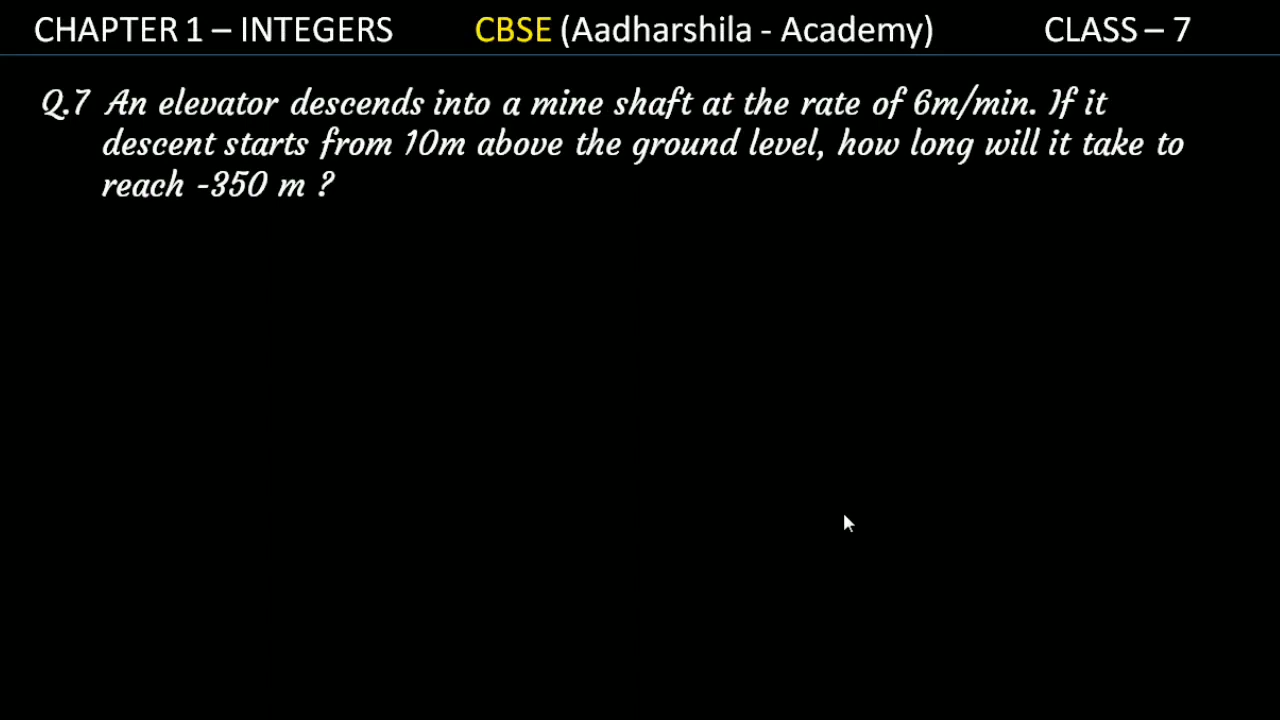 CHAPTER 1 – INTEGERS CBSE (Aadharshila - Academy) CLASS – 7
Q.7 An elevator descends into a mine shaft at the rate of 6m/min. If it
descent starts from 10m above the ground level, how long will it take to
reach -350 m ?